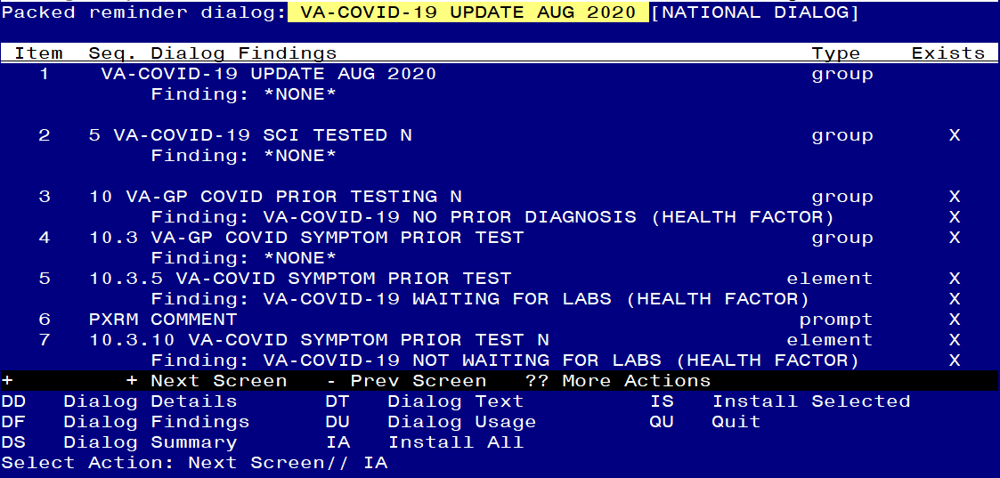 Packed reminder dialog: VA-COVID-19 UPDATE AUG 2020 [NATIONAL DIALOG]
Item Seq. Dialog Findings Type Exists
1 VA-COVID-19 UPDATE AUG 2020 group
Finding: *NONE*
2 5 VA-COVID-19 SCI TESTED N group X
Finding: *NONE*
3 10 VA-GP COVID PRIOR TESTING N group X
Finding: VA-COVID-19 NO PRIOR DIAGNOSIS (HEALTH FACTOR) X
4 10.3 VA-GP COVID SYMPTOM PRIOR TEST group X
Finding: *NONE*
5 10.3.5 VA-COVID SYMPTOM PRIOR TEST element X
Finding: VA-COVID-19 WAITING FOR LABS (HEALTH FACTOR) X
6 PXRM COMMENT prompt X
7 10.3.10 VA-COVID SYMPTOM PRIOR TEST N element X
Finding: VA-COVID-19 NOT WAITING FOR LABS (HEALTH FACTOR) X
+ + Next Screen - Prev Screen ?? More Actions
DD Dialog Details DT Dialog Text IS Install Selected
DF Dialog Findings DU Dialog Usage QU Quit
DS Dialog Summary IA Install All
Select Action: Next Screen// IA